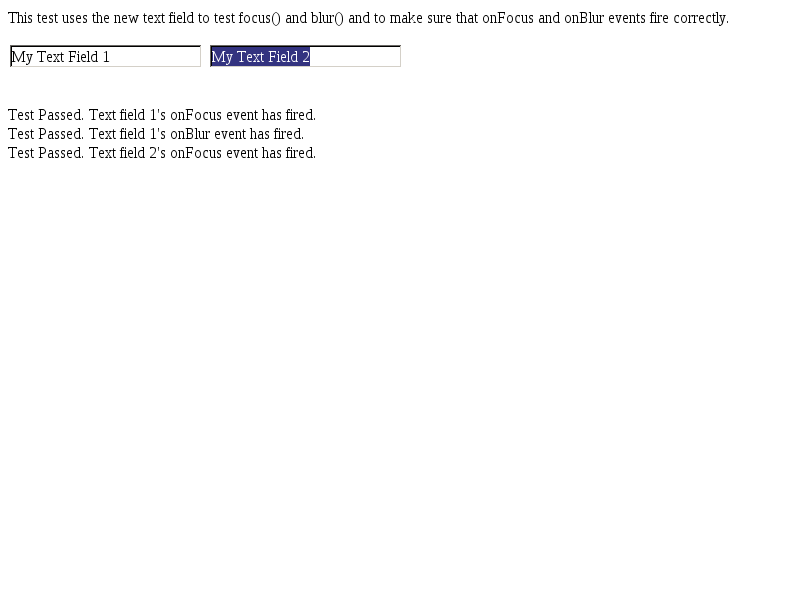 This test uses the new text field to test focus() and blur() and to make sure that onFocus and onBlur events fire correctly.
My Text Field 1 My Text Field 2
Test Passed. Text field 1's onFocus event has fired.
Test Passed. Text field 1's onBlur event has fired.
Test Passed. Text field 2's onFocus event has fired.